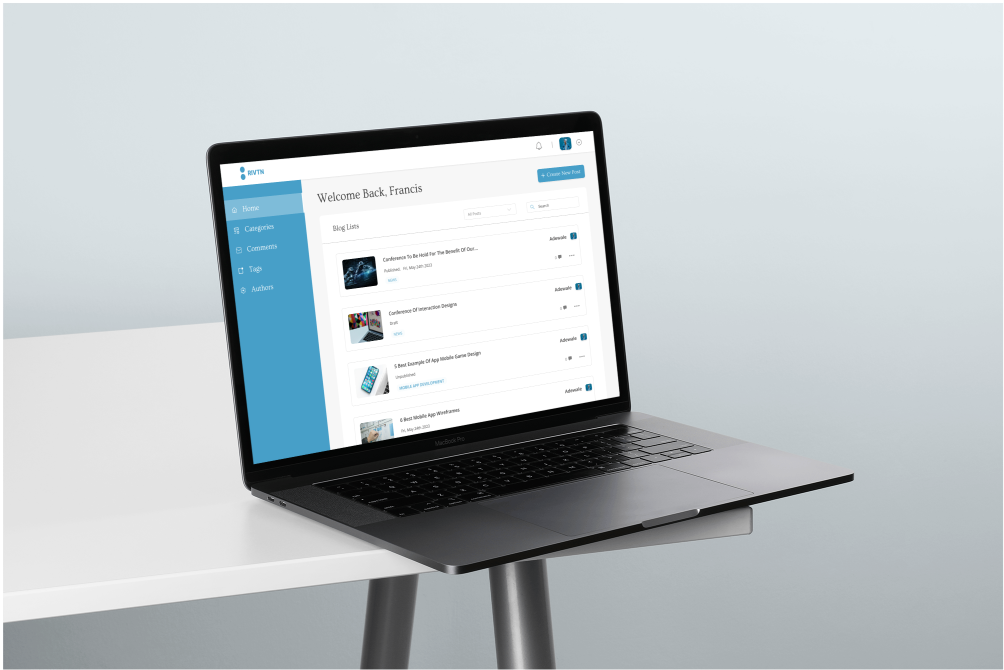 RIVTN
Home
Categories
Comments
Tags
Authors
Welcome Back, Francis
+ Create New Post
Blog Lists
All Posts
Search
Conference To Be Hold For The Benefit Of Our...
Published Fri, May 24th 2023
NEWS
Adewale
Conference Of Interaction Designs
Draft
NEWS
Adewale
5 Best Example Of App Mobile Game Design
Unpublished
MOBILE APP DEVELOPMENT
Adewale
6 Best Mobile App Wireframes
Fri, May 24th 2023
Adewale
MacBook Pro